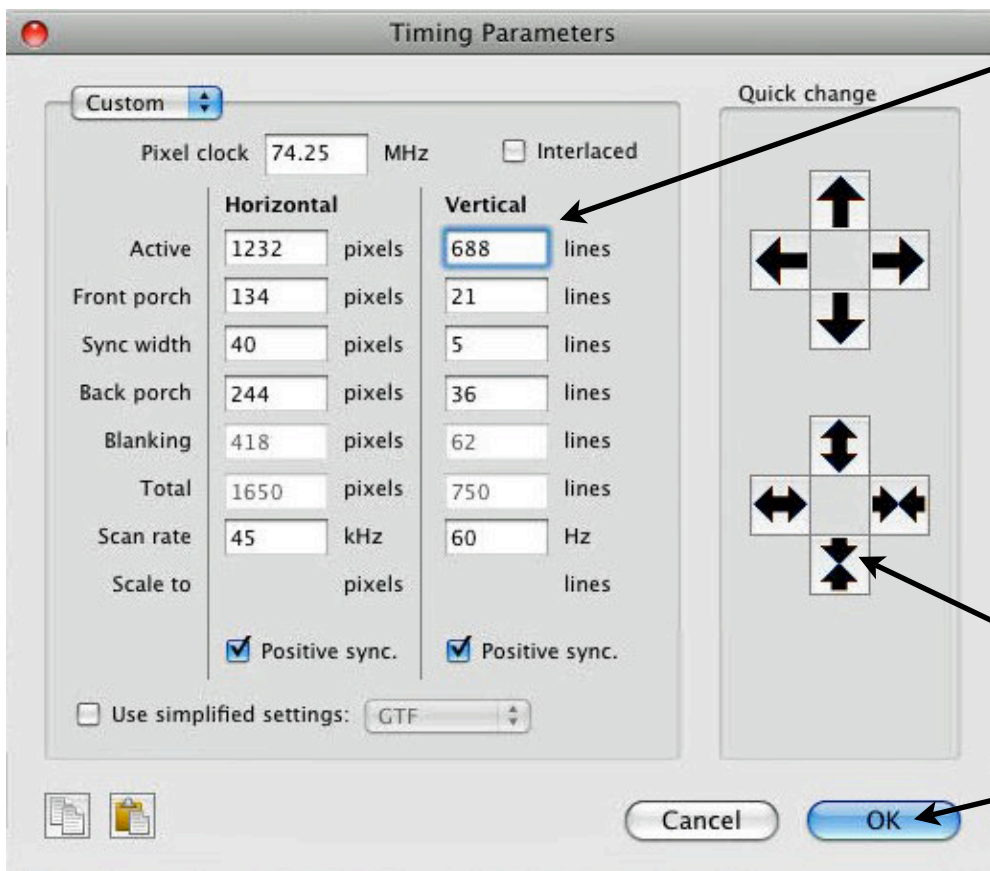 Timing Parameters
Custom
Quick change
Pixel clock 74.25 MHz Interlaced
Horizontal Vertical
Active 1232 pixels 688 lines
Front porch 134 pixels 21 lines
Sync width 40 pixels 5 lines
Back porch 244 pixels 36 lines
Blanking 418 pixels 62 lines
Total 1650 pixels 750 lines
Scan rate 45 kHz 60 Hz
Scale to pixels lines
Positive sync. Positive sync.
Use simplified settings: GTF
Cancel OK